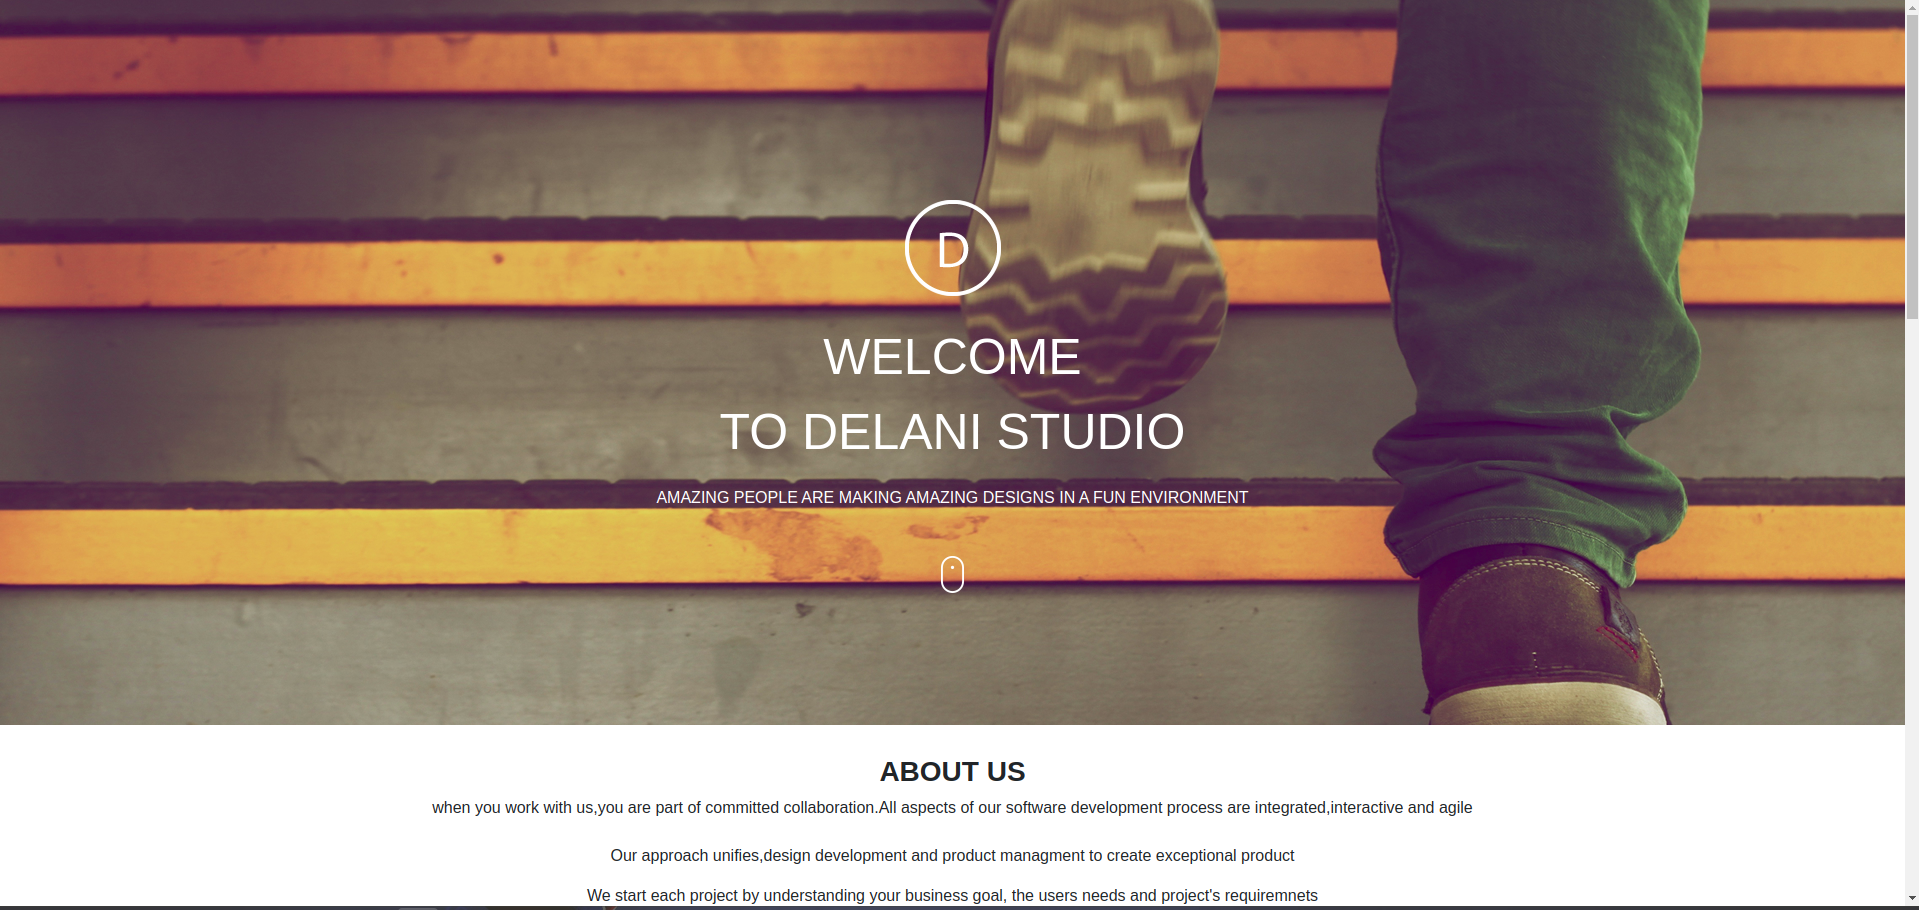 D
WELCOME
TO DELANI STUDIO
AMAZING PEOPLE ARE MAKING AMAZING DESIGNS IN A FUN ENVIRONMENT
ABOUT US
when you work with us,you are part of committed collaboration.All aspects of our software development process are integrated,interactive and agile
Our approach unifies,design development and product managment to create exceptional product
We start each project by understanding your business goal, the users needs and project's requiremnets